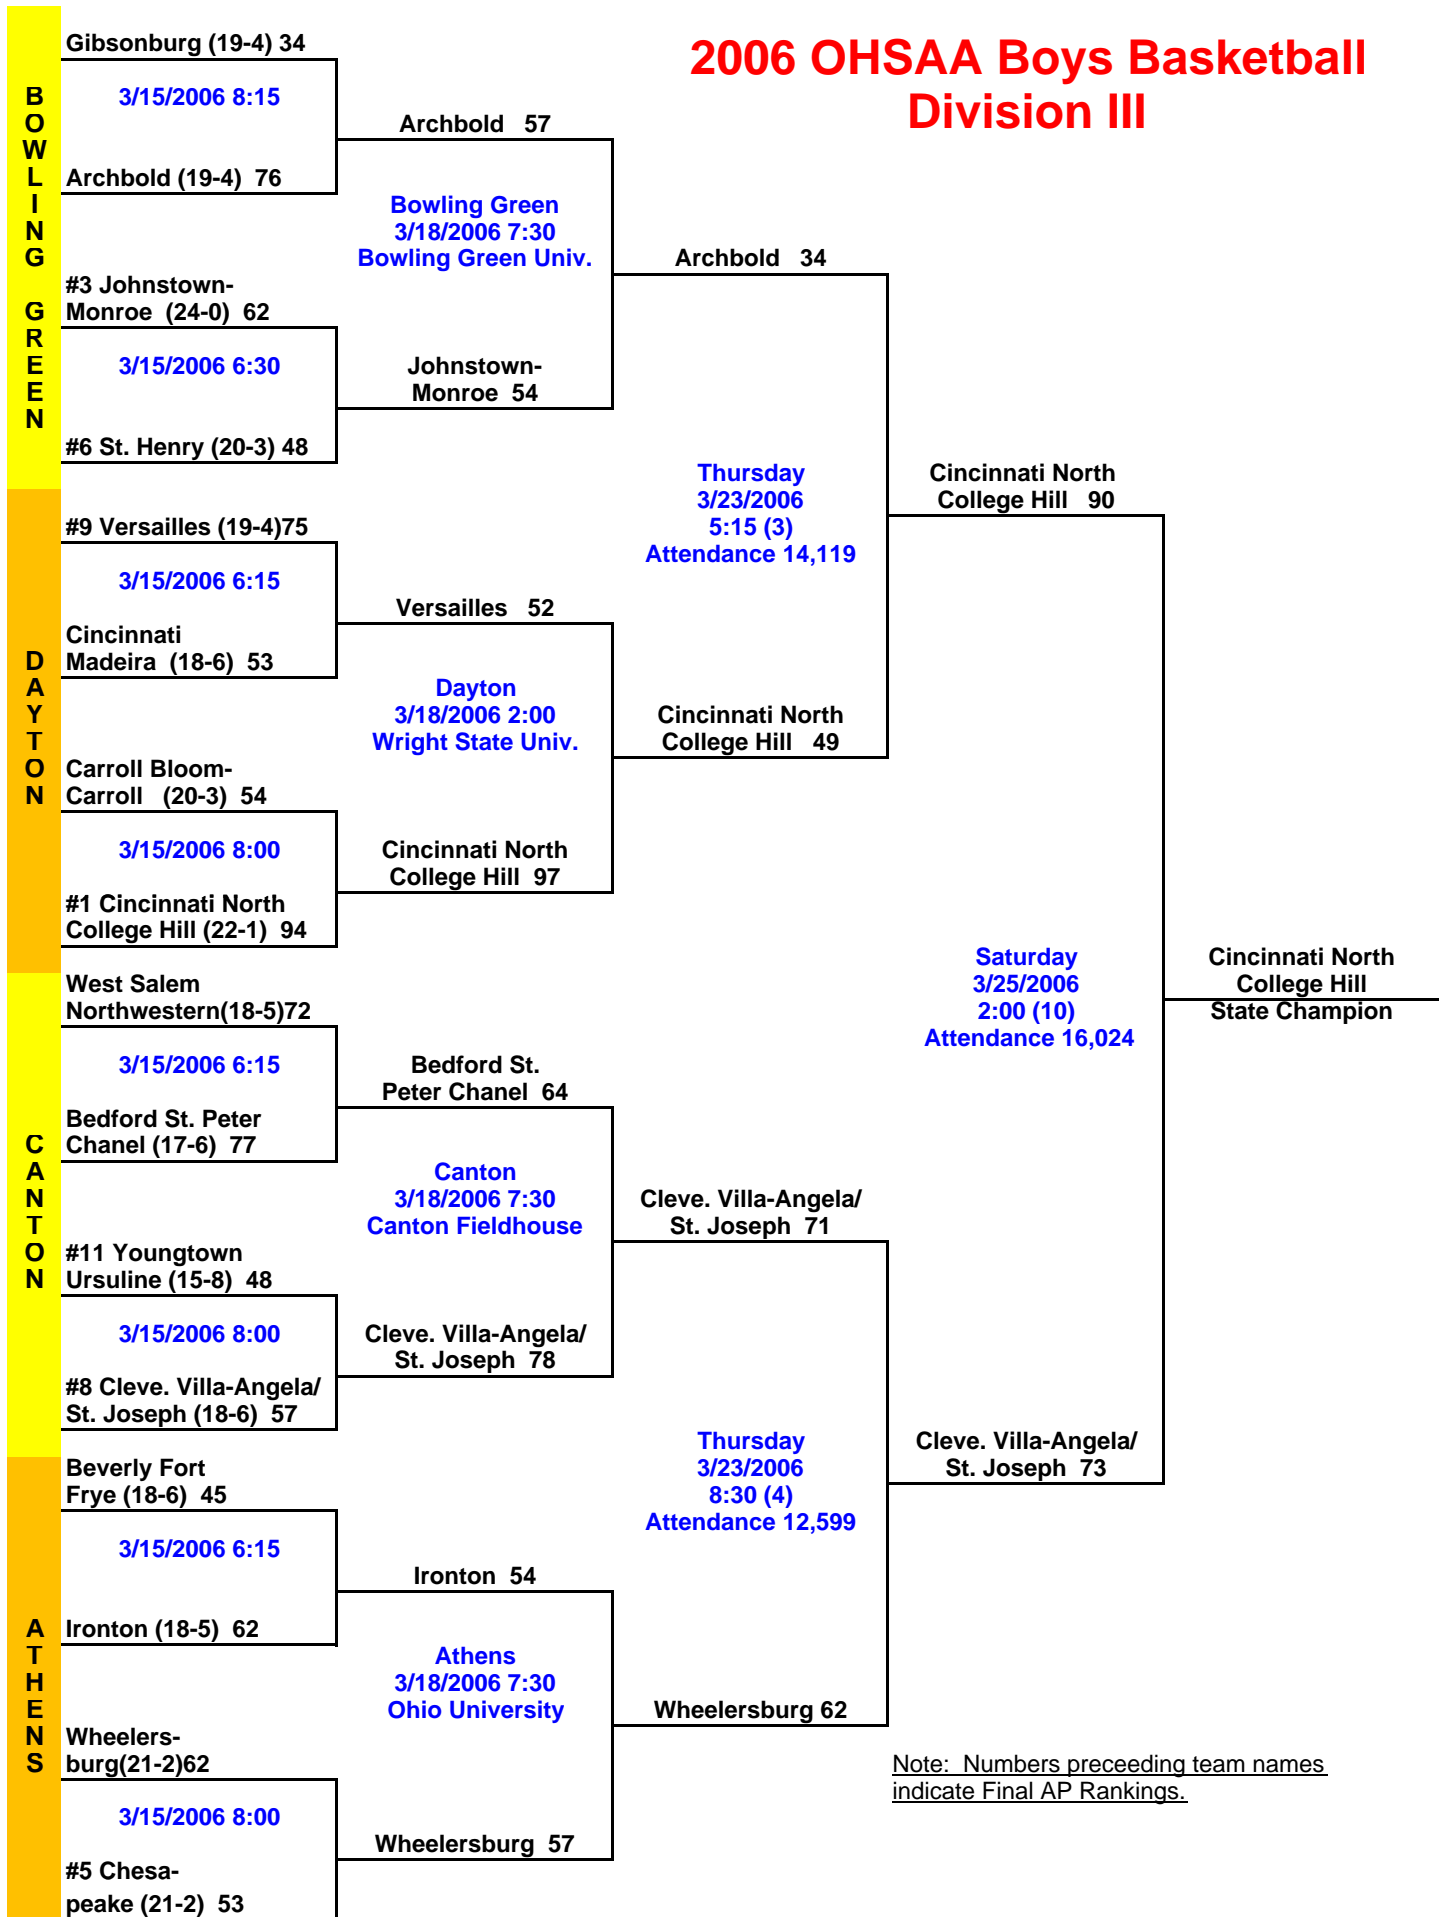 2006 OHSAA Boys Basketball
Division III
BOWLING GREEN
Gibsonburg (19-4) 34
3/15/2006 8:15
Archbold (19-4) 76
#3 Johnstown-
Monroe (24-0) 62
3/15/2006 6:30
#6 St. Henry (20-3) 48
DAYTON
#9 Versailles (19-4)75
3/15/2006 6:15
Cincinnati
Madeira (18-6) 53
Carroll Bloom-
Carroll (20-3) 54
3/15/2006 8:00
#1 Cincinnati North
College Hill (22-1) 94
CANTON
West Salem
Northwestern(18-5)72
3/15/2006 6:15
Bedford St. Peter
Chanel (17-6) 77
#11 Youngtown
Ursuline (15-8) 48
3/15/2006 8:00
#8 Cleve. Villa-Angela/
St. Joseph (18-6) 57
ATHENS
Beverly Fort
Frye (18-6) 45
3/15/2006 6:15
Ironton (18-5) 62
Wheelers-
burg(21-2)62
3/15/2006 8:00
#5 Chesa-
peake (21-2) 53
Archbold 57
Bowling Green
3/18/2006 7:30
Bowling Green Univ.
Johnstown-
Monroe 54
Versailles 52
Dayton
3/18/2006 2:00
Wright State Univ.
Cincinnati North
College Hill 97
Bedford St.
Peter Chanel 64
Canton
3/18/2006 7:30
Canton Fieldhouse
Cleve. Villa-Angela/
St. Joseph 78
Ironton 54
Athens
3/18/2006 7:30
Ohio University
Wheelersburg 57
Archbold 34
Thursday
3/23/2006
5:15 (3)
Attendance 14,119
Cincinnati North
College Hill 49
Cleve. Villa-Angela/
St. Joseph 71
Thursday
3/23/2006
8:30 (4)
Attendance 12,599
Wheelersburg 62
Cincinnati North
College Hill 90
Saturday
3/25/2006
2:00 (10)
Attendance 16,024
Cleve. Villa-Angela/
St. Joseph 73
Cincinnati North
College Hill
State Champion
Note: Numbers preceeding team names
indicate Final AP Rankings.